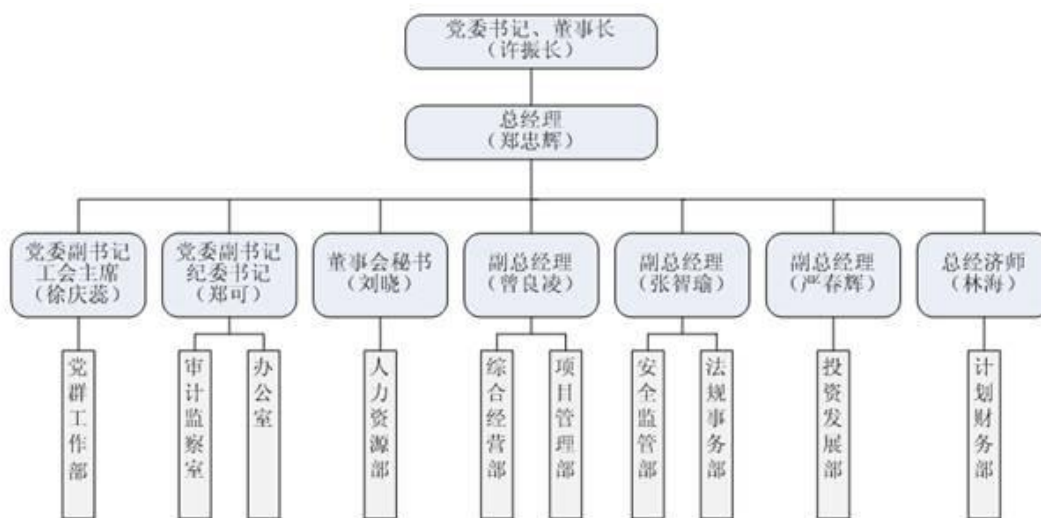 党委书记、董事长
（许振长）
总经理
（郑忠辉）
党委副书记
工会主席
（徐庆蕊）
党委副书记
纪委书记
（郑可）
董事会秘书
（刘晓）
副总经理
（曾良凌）
副总经理
（张智瑜）
副总经理
（严春辉）
总经济师
（林海）
党群工作部
审计监察室
办公室
人力资源部
综合经营部
项目管理部
安全监管部
法规事务部
投资发展部
计划财务部